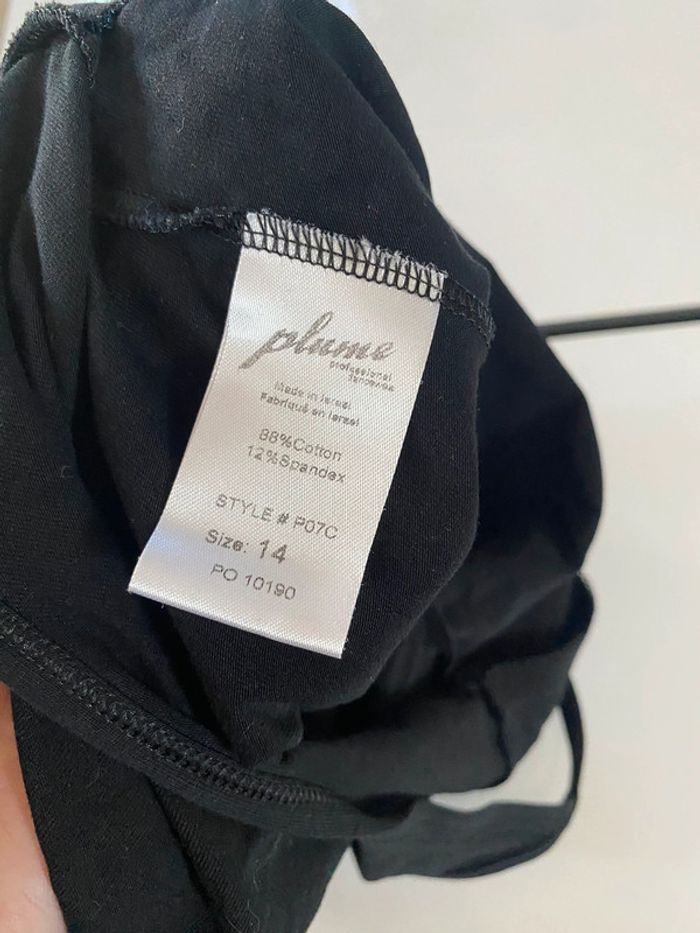 plume
professional
dancewear
Made in Israel
Fabriqué en Israel
88%Cotton
12%Spandex
STYLE # P07C
Size: 14
PO 10190